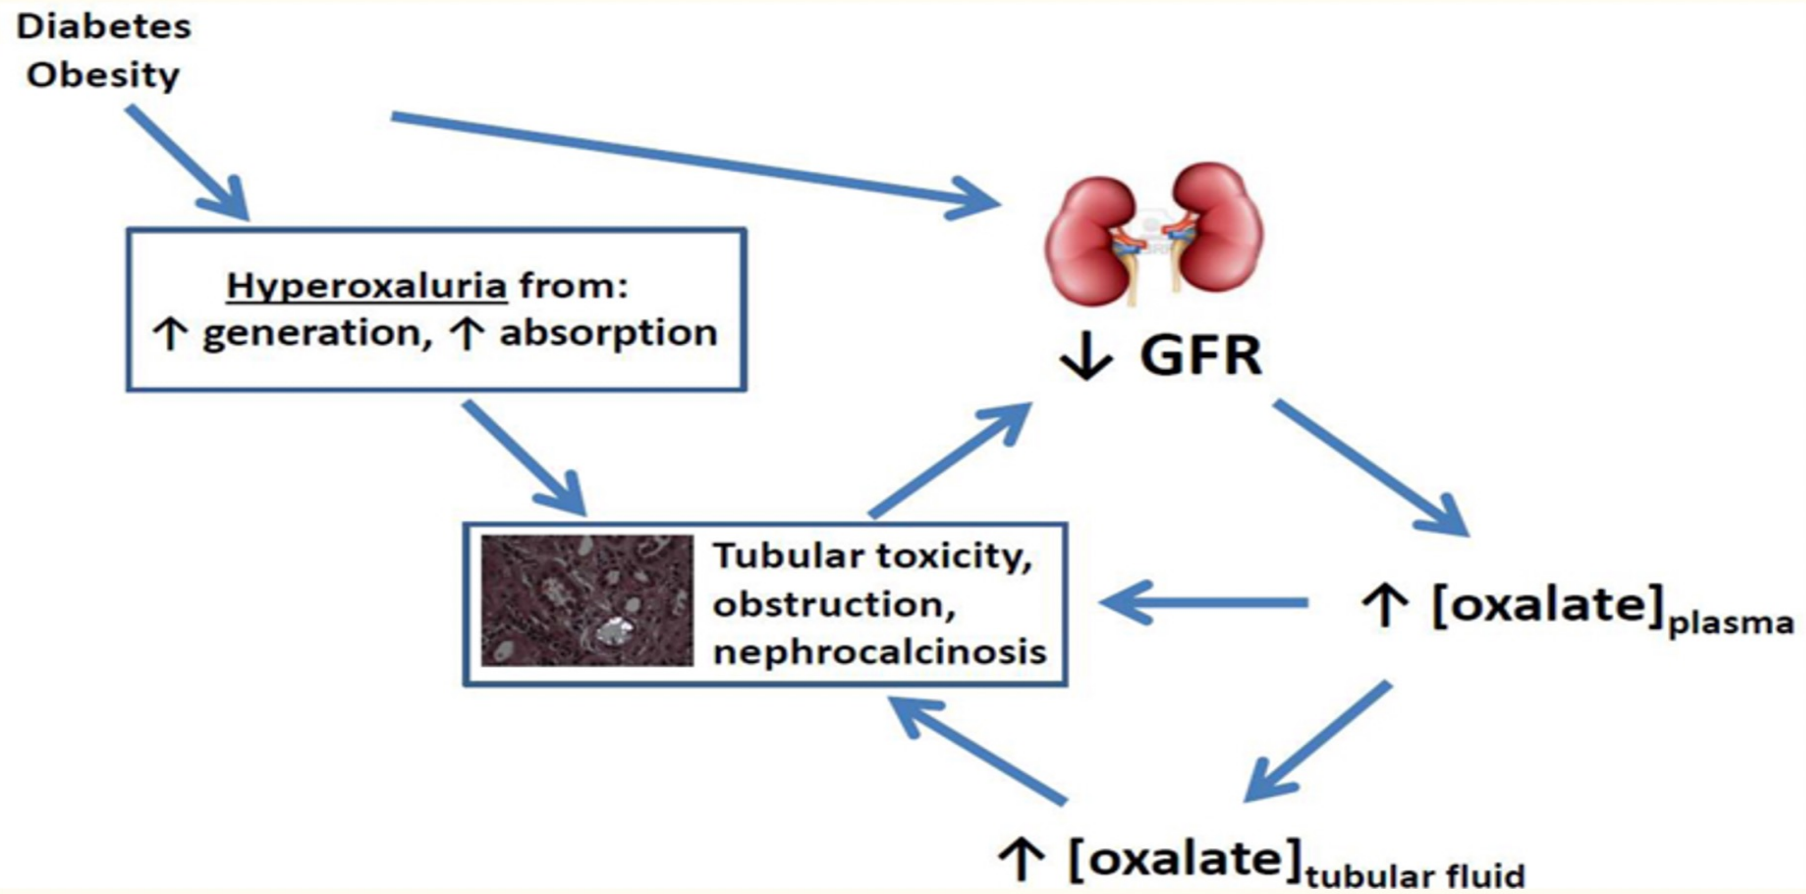 Diabetes
Obesity
Hyperoxaluria from:
↑ generation, ↑ absorption
↓ GFR
Tubular toxicity,
obstruction,
nephrocalcinosis
↑ [oxalate]plasma
↑ [oxalate]tubular fluid